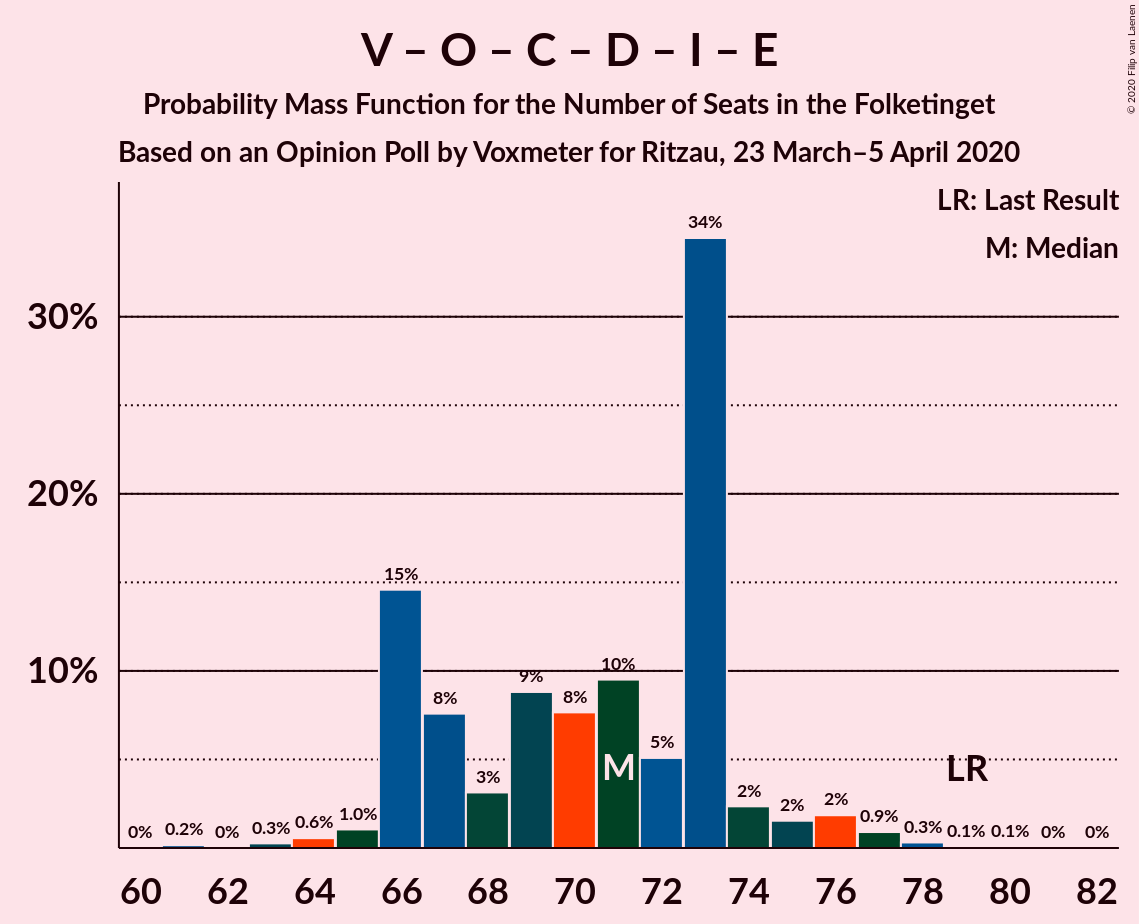 V – O – C – D – I – E
Probability Mass Function for the Number of Seats in the Folketinget
Based on an Opinion Poll by Voxmeter for Ritzau, 23 March–5 April 2020
© 2020 Filip van Laenen
LR: Last Result
M: Median
34%
30%
20%
15%
10%
10%
9%
8%
8%
5%
M
LR
3%
2%
2%
2%
0.9%
1.0%
0.6%
0.3%
0.3%
0%
0.2%
0%
0.1%
0.1%
0%
0%
60 62 64 66 68 70 72 74 76 78 80 82